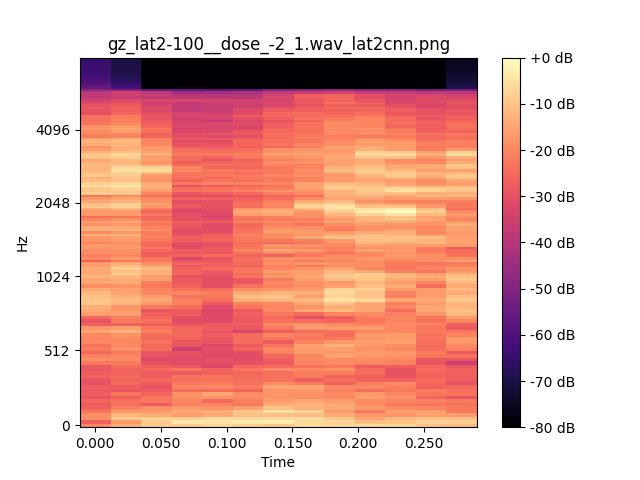 gz_lat2-100__dose_-2_1.wav_lat2cnn.png
+0 dB
-10 dB
-20 dB
-30 dB
-40 dB
-50 dB
-60 dB
-70 dB
-80 dB
Hz
4096
2048
1024
512
0
0.000 0.050 0.100 0.150 0.200 0.250
Time